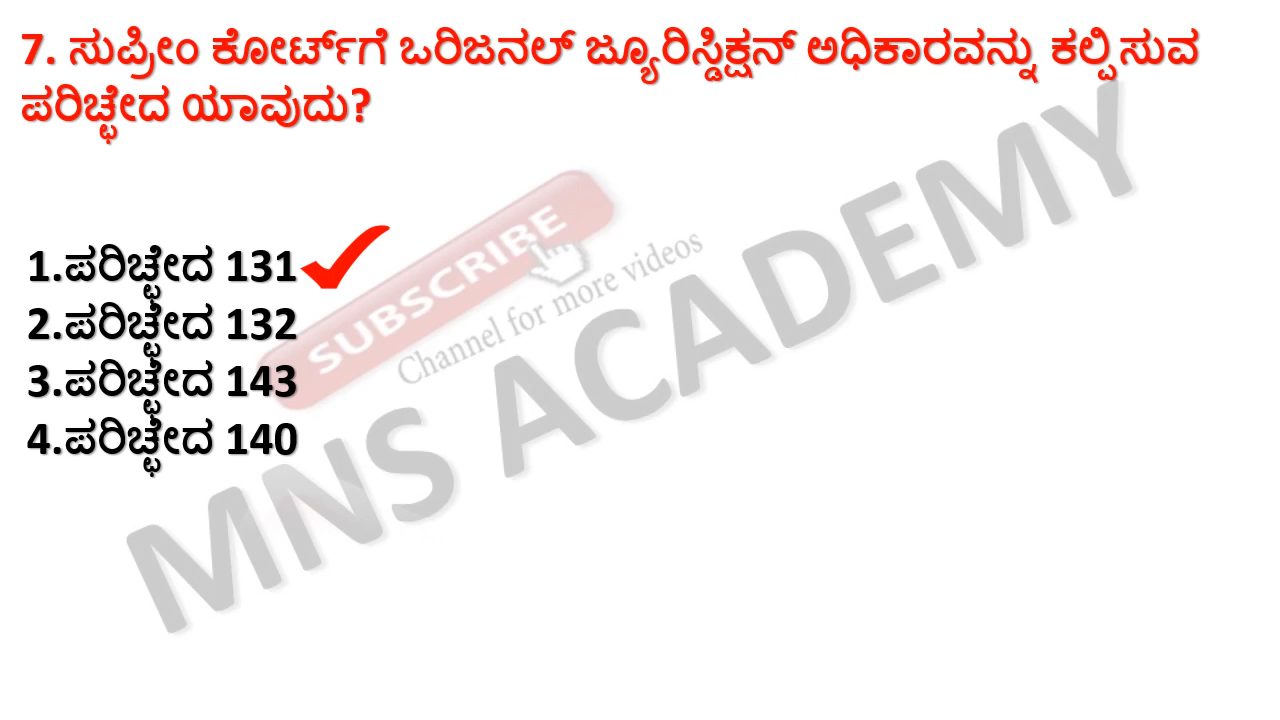 7. ಸುಪ್ರೀಂ ಕೋರ್ಟ್‌ಗೆ ಒರಿಜನಲ್ ಜ್ಯೂರಿಸ್ಡಿಕ್ಷನ್ ಅಧಿಕಾರವನ್ನು ಕಲ್ಪಿಸುವ
ಪರಿಚ್ಛೇದ ಯಾವುದು?
1.ಪರಿಚ್ಛೇದ 131
2.ಪರಿಚ್ಛೇದ 132
3.ಪರಿಚ್ಛೇದ 143
4.ಪರಿಚ್ಛೇದ 140
SUBSCRIBE
Channel for more videos
MNS ACADEMY